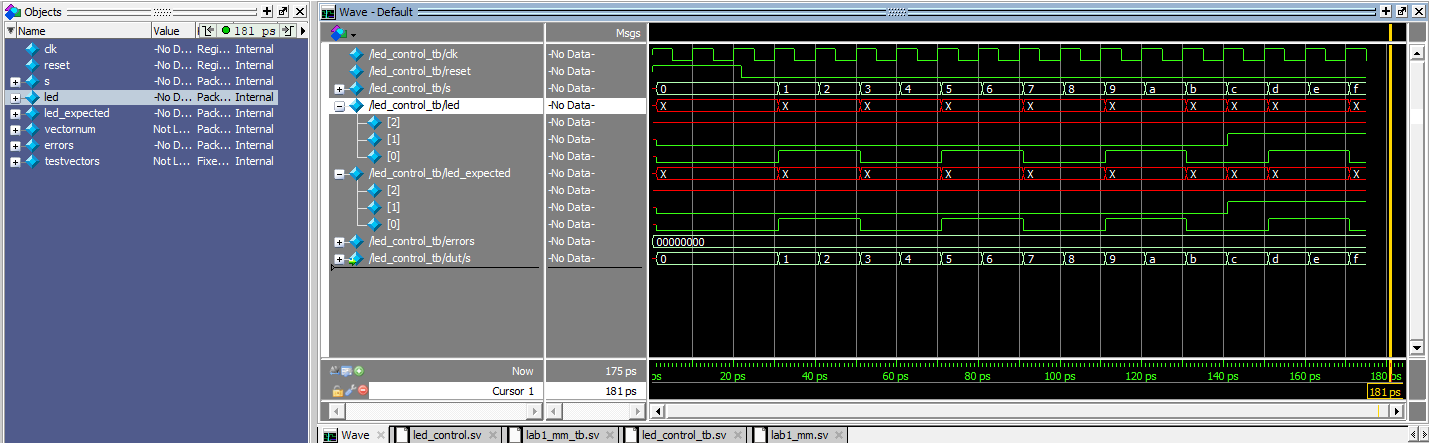 Objects
Wave - Default
Name Value 181 ps
Msgs
clk -No D... Regi... Internal
reset -No D... Regi... Internal
s -No D... Pack... Internal
led -No D... Pack... Internal
led_expected -No D... Pack... Internal
vectornum Not L... Pack... Internal
errors -No D... Pack... Internal
testvectors Not L... Fixe... Internal
/led_control_tb/clk -No Data-
/led_control_tb/reset -No Data-
/led_control_tb/s -No Data- 0 1 2 3 4 5 6 7 8 9 a b c d e f
/led_control_tb/led -No Data- X X X X X X X X X X
[2] -No Data-
[1] -No Data-
[0] -No Data-
/led_control_tb/led_expected -No Data- X X X X X X X X X X
[2] -No Data-
[1] -No Data-
[0] -No Data-
/led_control_tb/errors -No Data- 00000000
/led_control_tb/dut/s -No Data- 0 1 2 3 4 5 6 7 8 9 a b c d e f
Now 175 ps ps 20 ps 40 ps 60 ps 80 ps 100 ps 120 ps 140 ps 160 ps 180 ps
Cursor 1 181 ps 181 ps
Wave led_control.sv lab1_mm_tb.sv led_control_tb.sv lab1_mm.sv